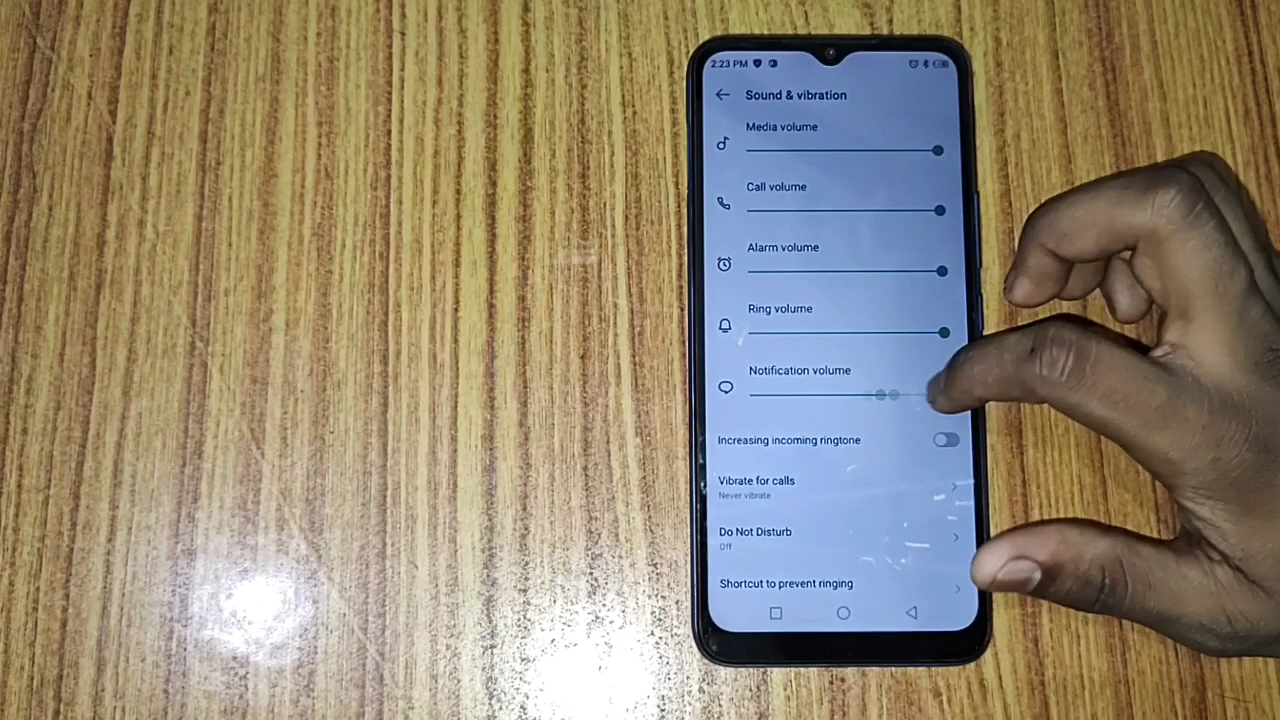 2:23 PM
Sound & vibration
Media volume
Call volume
Alarm volume
Ring volume
Notification volume
Increasing incoming ringtone
Vibrate for calls
Never vibrate
Do Not Disturb
Off
Shortcut to prevent ringing